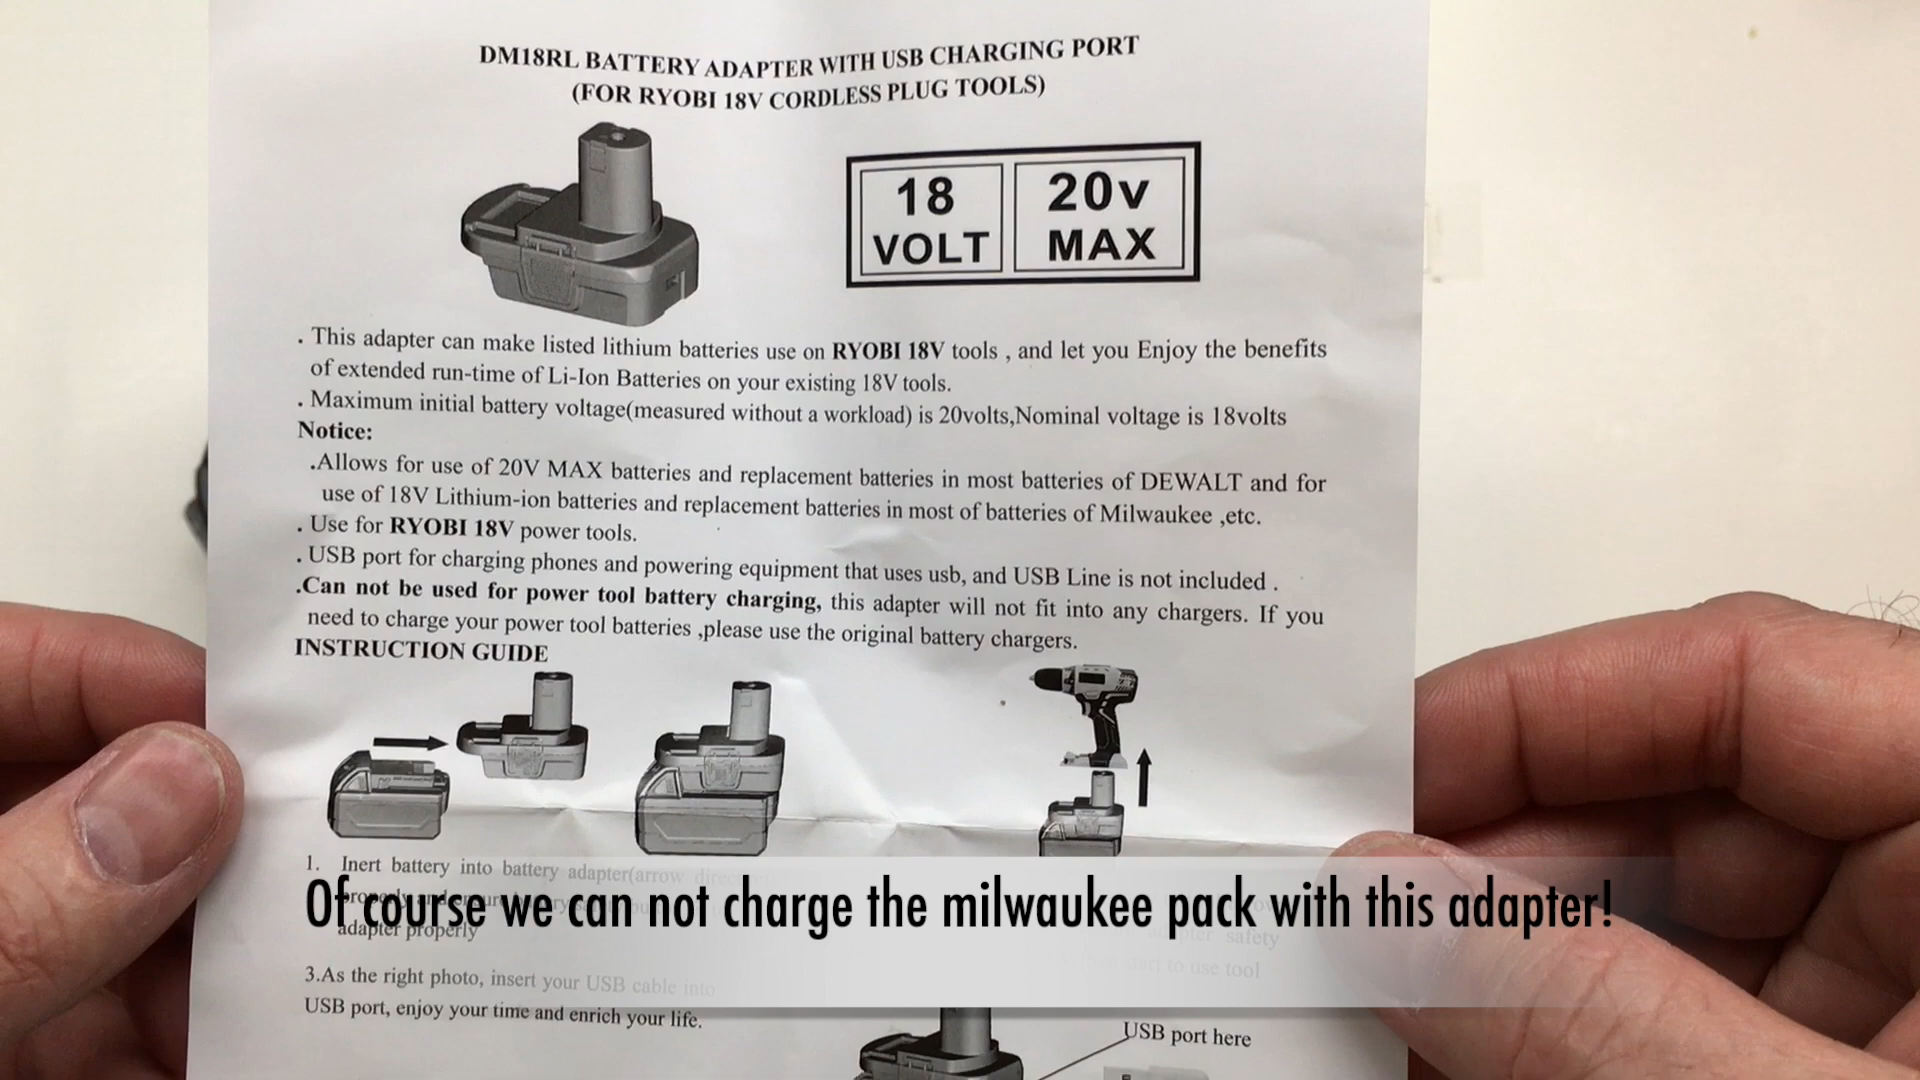 DM18RL BATTERY ADAPTER WITH USB CHARGING PORT
(FOR RYOBI 18V CORDLESS PLUG TOOLS)
18 VOLT
20v MAX
. This adapter can make listed lithium batteries use on RYOBI 18V tools , and let you Enjoy the benefits
of extended run-time of Li-Ion Batteries on your existing 18V tools.
. Maximum initial battery voltage(measured without a workload) is 20volts,Nominal voltage is 18volts
Notice:
.Allows for use of 20V MAX batteries and replacement batteries in most batteries of DEWALT and for
use of 18V Lithium-ion batteries and replacement batteries in most of batteries of Milwaukee ,etc.
. Use for RYOBI 18V power tools.
. USB port for charging phones and powering equipment that uses usb, and USB Line is not included .
.Can not be used for power tool battery charging, this adapter will not fit into any chargers. If you
need to charge your power tool batteries ,please use the original battery chargers.
INSTRUCTION GUIDE
1. Inert battery into battery adapter(arrow
adapter properly
safety
to use tool
Of course we can not charge the milwaukee pack with this adapter!
3.As the right photo, insert your USB cable into
USB port, enjoy your time and enrich your life.
USB port here